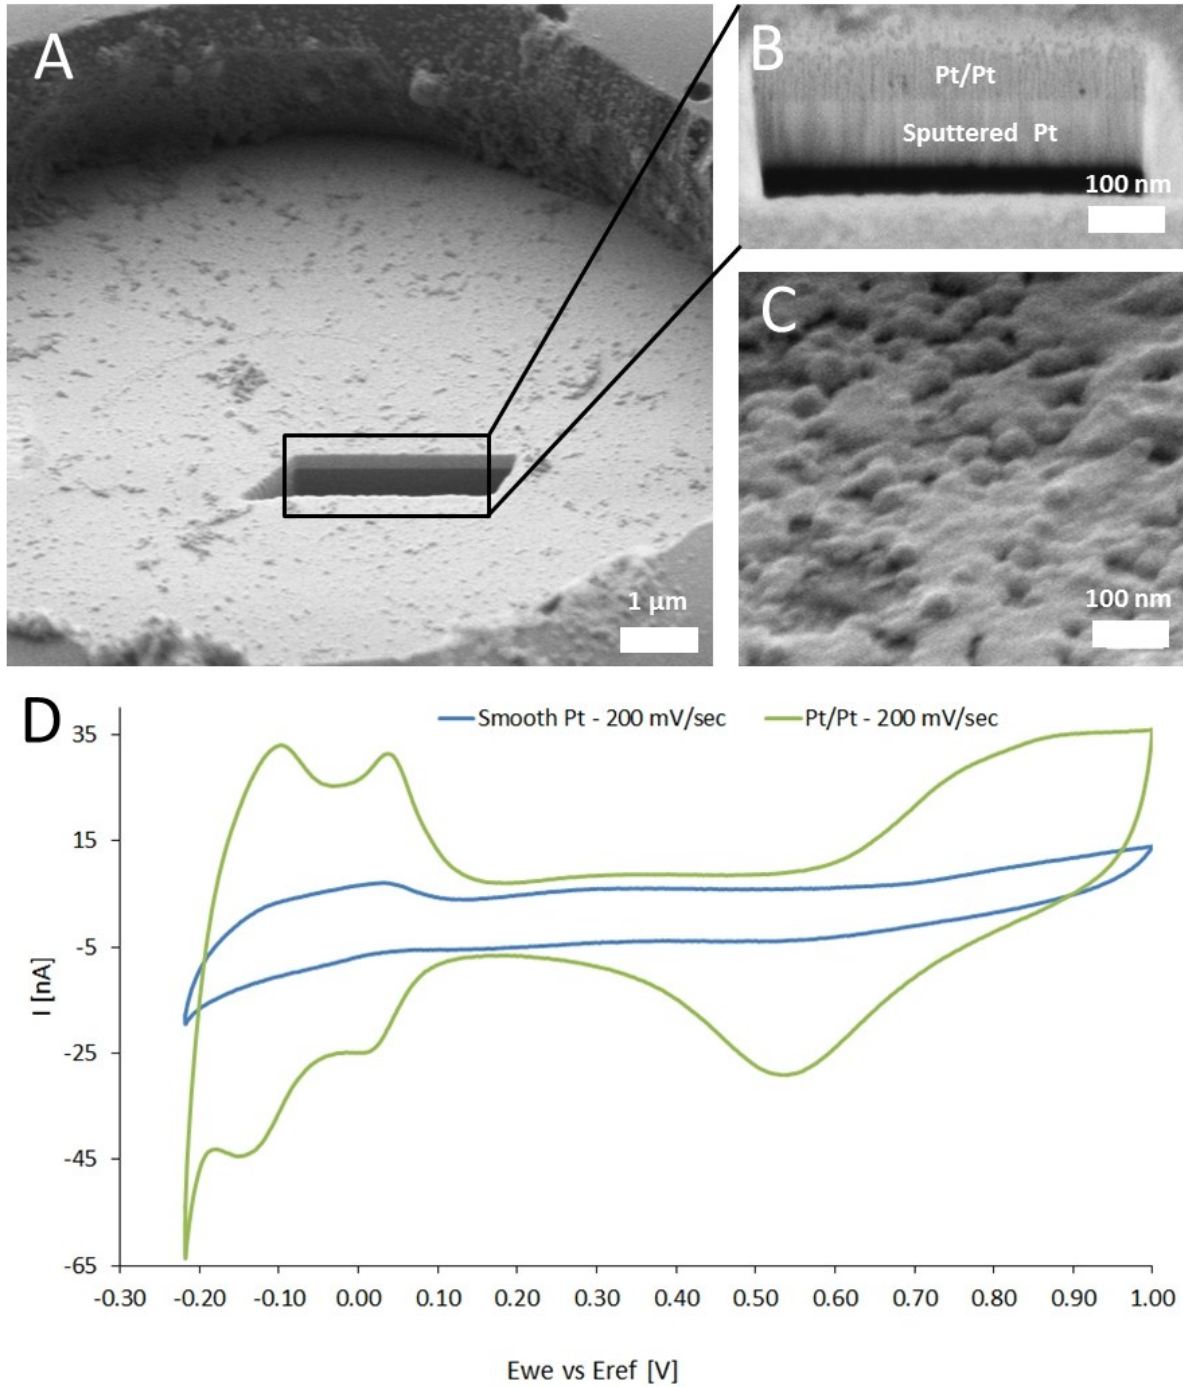 A
1 µm
B
Pt/Pt
Sputtered Pt
100 nm
C
100 nm
D
Smooth Pt - 200 mV/sec
Pt/Pt - 200 mV/sec
35
15
-5
-25
-45
-65
I [nA]
-0.30 -0.20 -0.10 0.00 0.10 0.20 0.30 0.40 0.50 0.60 0.70 0.80 0.90 1.00
Ewe vs Eref [V]